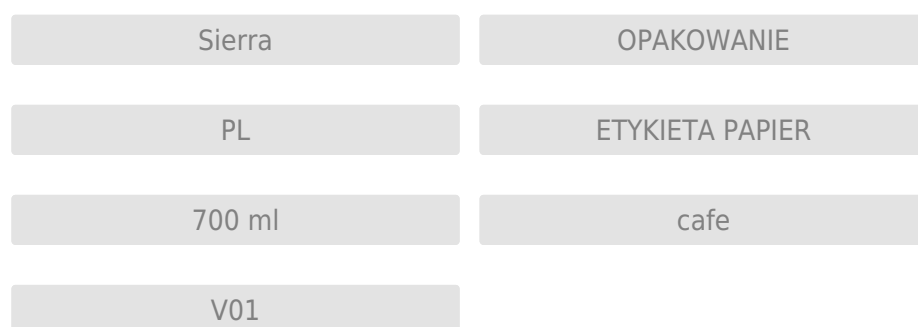 Sierra
OPAKOWANIE
PL
ETYKIETA PAPIER
700 ml
cafe
V01